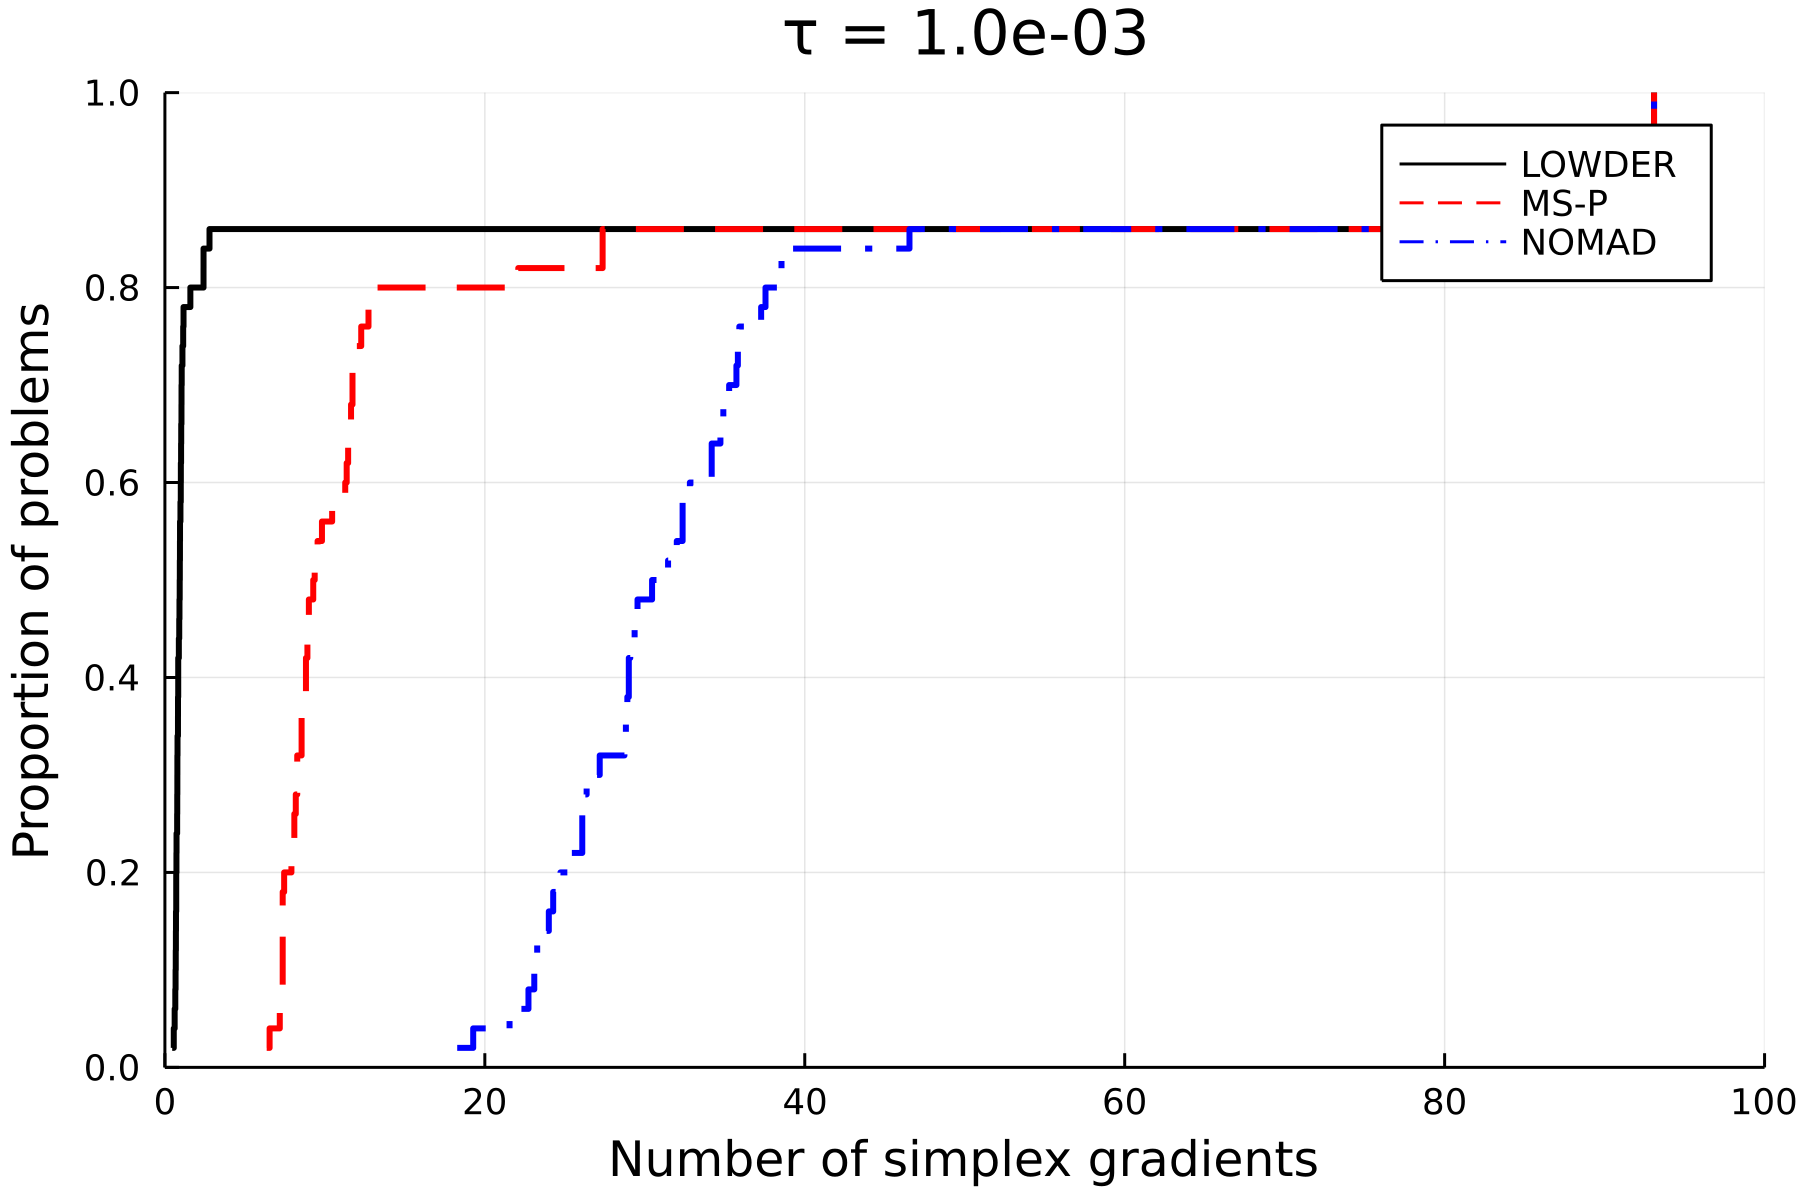 τ = 1.0e-03
1.0
0.8
0.6
0.4
0.2
0.0
Proportion of problems
LOWDER
MS-P
NOMAD
0 20 40 60 80 100
Number of simplex gradients